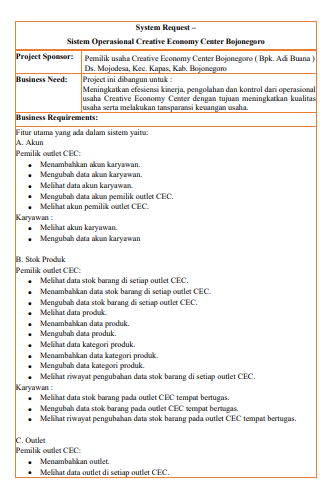 System Request –
Sistem Operasional Creative Economy Center Bojonegoro
Project Sponsor: Pemilik usaha Creative Economy Center Bojonegoro ( Bpk. Adi Buana )
Ds. Mojodesa, Kec. Kapas, Kab. Bojonegoro
Business Need: Project ini dibangun untuk :
Meningkatkan efesiensi kinerja, pengolahan dan kontrol dari operasional
usaha Creative Economy Center dengan tujuan meningkatkan kualitas
usaha serta melakukan tansparansi keuangan usaha.
Business Requirements:
Fitur utama yang ada dalam sistem yaitu:
A. Akun
Pemilik outlet CEC:
• Menambahkan akun karyawan.
• Mengubah data akun karyawan.
• Melihat data akun karyawan.
• Mengubah data akun pemilik outlet CEC.
• Melihat akun pemilik outlet CEC.
Karyawan :
• Melihat akun karyawan.
• Mengubah data akun karyawan
B. Stok Produk
Pemilik outlet CEC:
• Melihat data stok barang di setiap outlet CEC.
• Menambahkan data stok barang di setiap outlet CEC.
• Mengubah data stok barang di setiap outlet CEC.
• Melihat data produk.
• Menambahkan data produk.
• Mengubah data produk.
• Melihat data kategori produk.
• Menambahkan data kategori produk.
• Mengubah data kategori produk.
• Melihat riwayat pengubahan data stok barang di setiap outlet CEC.
Karyawan :
• Melihat data stok barang pada outlet CEC tempat bertugas.
• Mengubah data stok barang pada outlet CEC tempat bertugas.
• Melihat riwayat pengubahan data stok barang pada outlet CEC tempat bertugas.
C. Outlet
Pemilik outlet CEC:
• Menambahkan outlet.
• Melihat data outlet di setiap outlet CEC.